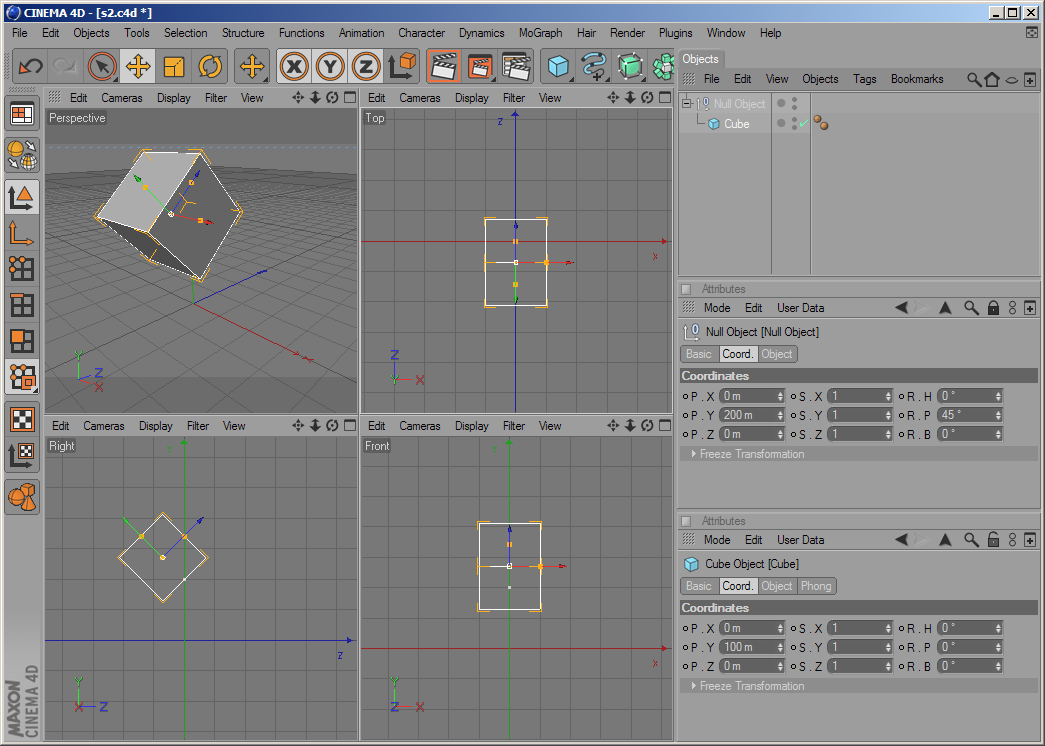 CINEMA 4D - [s2.c4d *]
File Edit Objects Tools Selection Structure Functions Animation Character Dynamics MoGraph Hair Render Plugins Window Help
X Y Z
Objects
File Edit View Objects Tags Bookmarks
Null Object
Cube
Edit Cameras Display Filter View
Perspective
Y
Z
X
Edit Cameras Display Filter View
Top
Z
X
Z
X
Edit Cameras Display Filter View
Right
Y
Z
Y
X Z
Edit Cameras Display Filter View
Front
Y
X
Y
Z X
Attributes
Mode Edit User Data
Null Object [Null Object]
Basic Coord. Object
Coordinates
P . X 0 m S . X 1 R . H 0 °
P . Y 200 m S . Y 1 R . P 45 °
P . Z 0 m S . Z 1 R . B 0 °
Freeze Transformation
Attributes
Mode Edit User Data
Cube Object [Cube]
Basic Coord. Object Phong
Coordinates
P . X 0 m S . X 1 R . H 0 °
P . Y 100 m S . Y 1 R . P 0 °
P . Z 0 m S . Z 1 R . B 0 °
Freeze Transformation
MAXON
CINEMA 4D